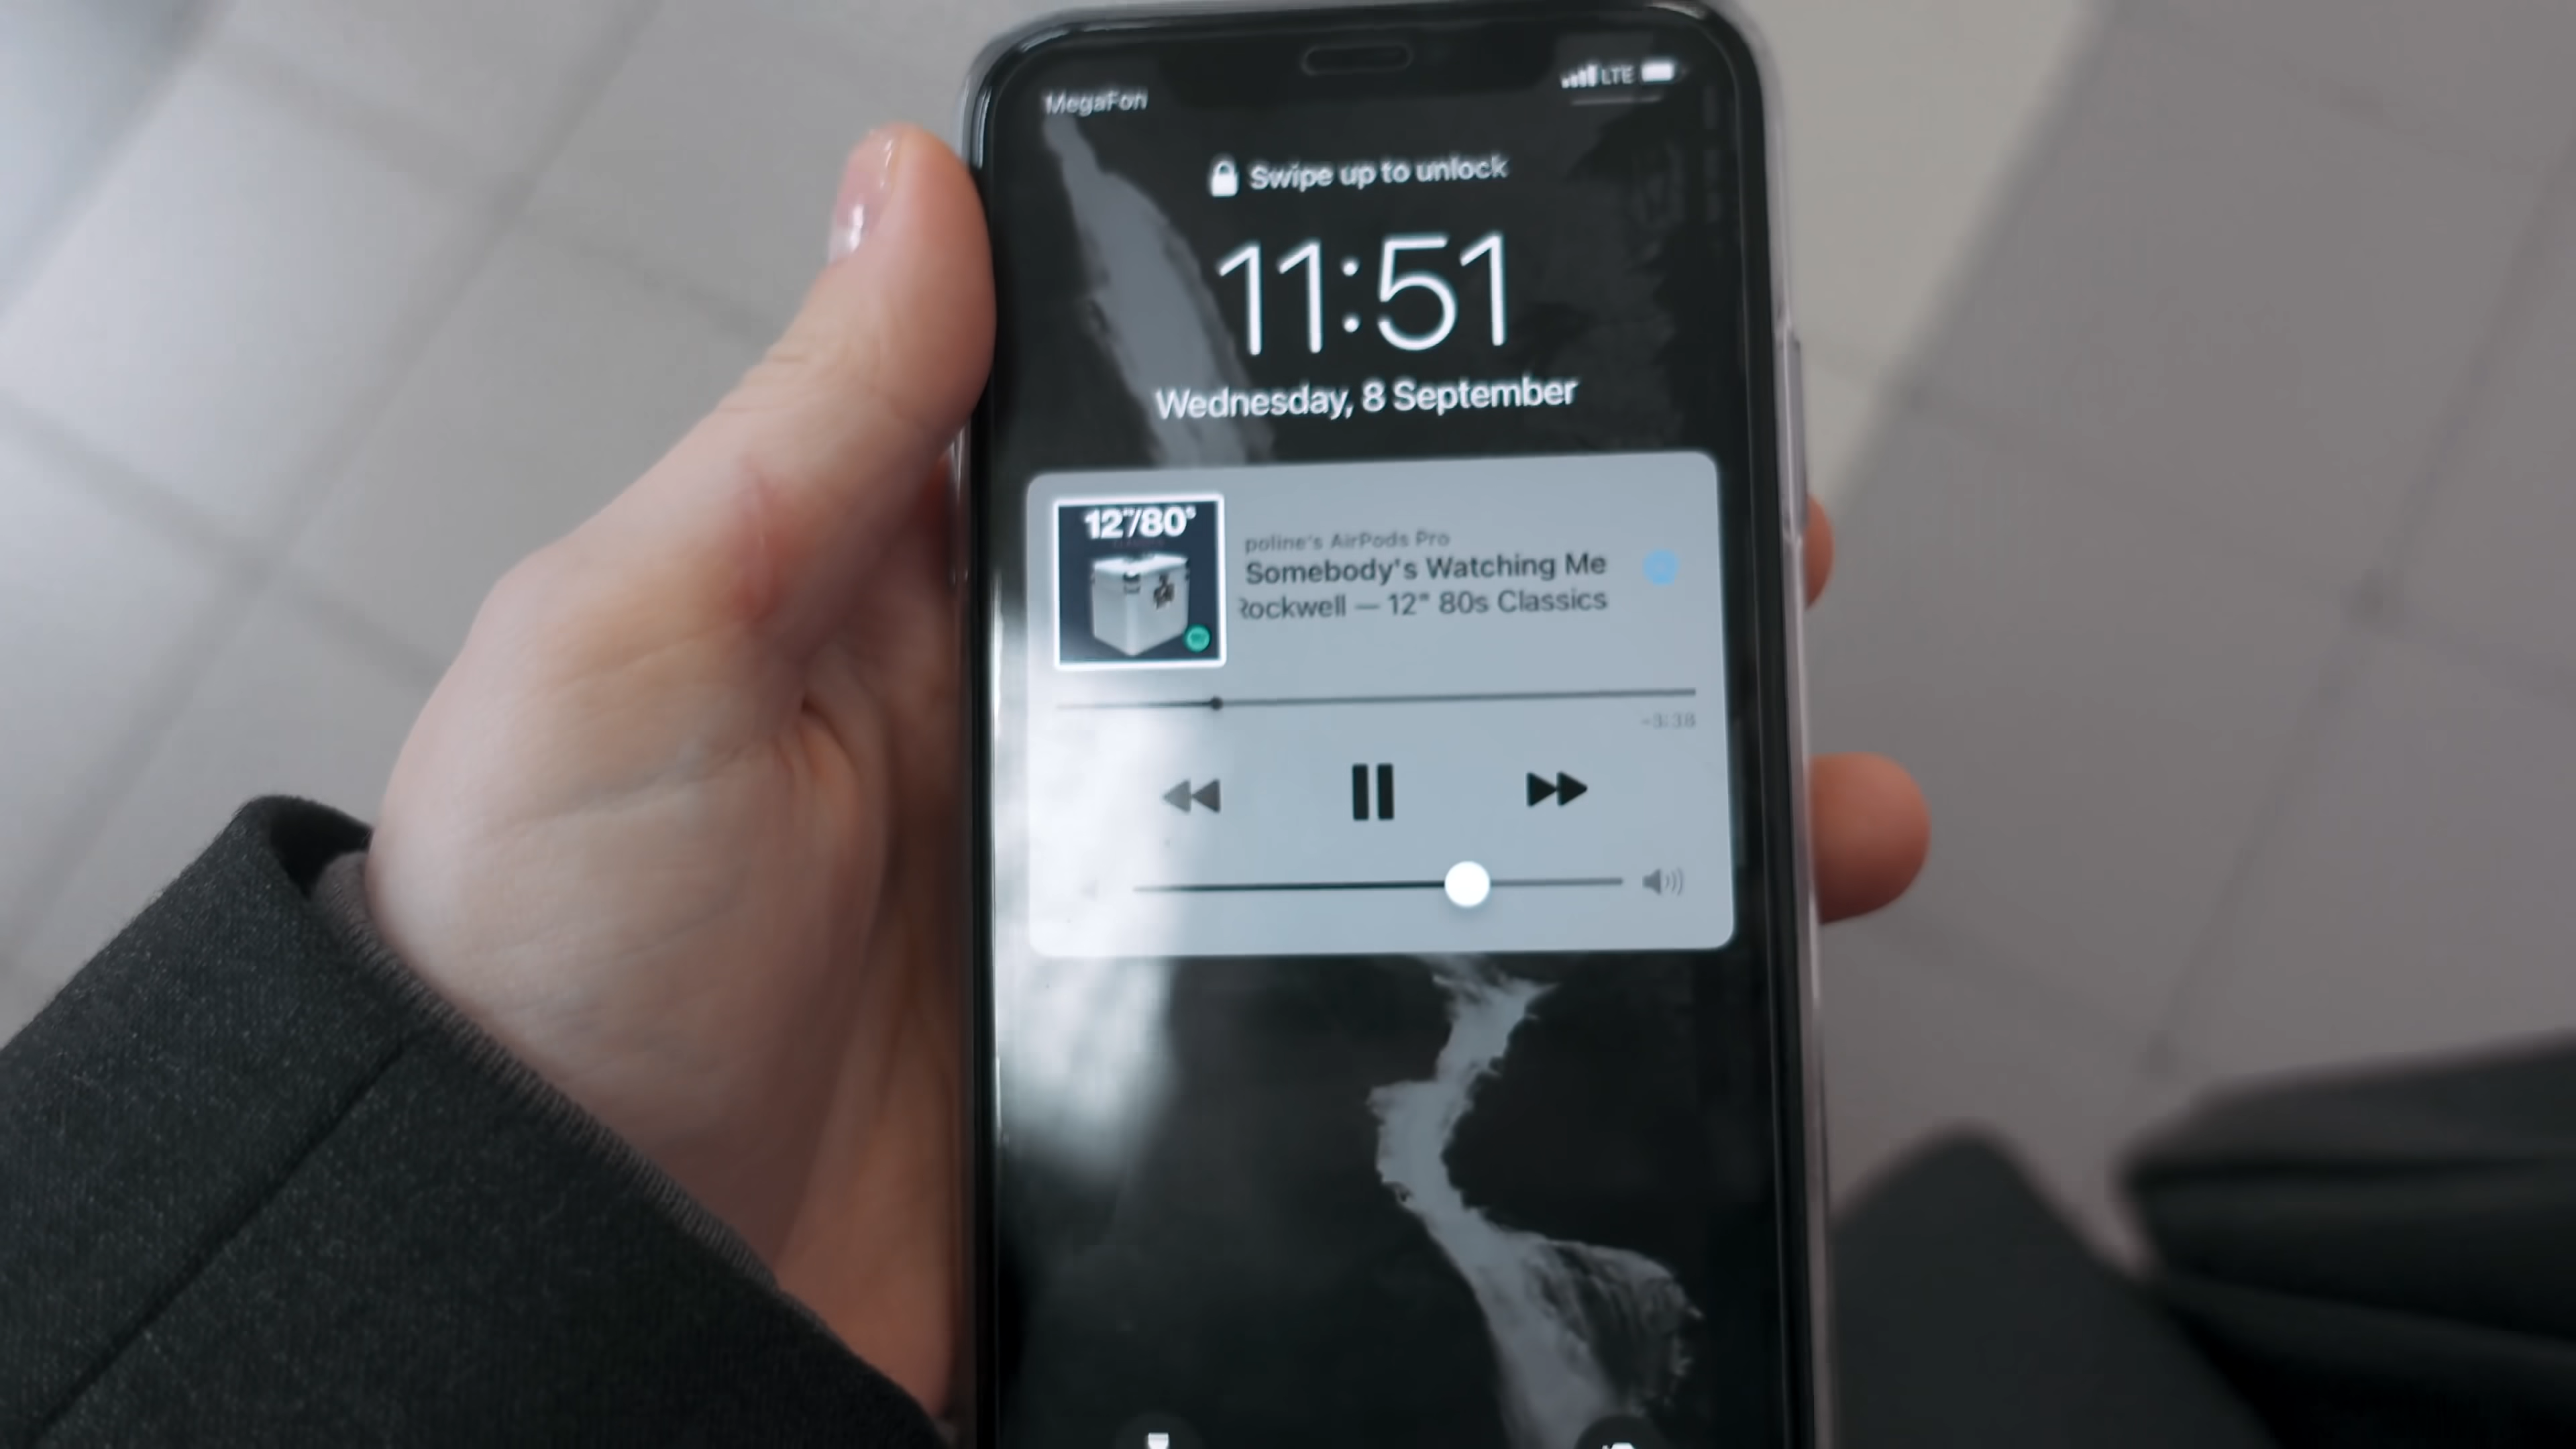 MegaFon
LTE
Swipe up to unlock
11:51
Wednesday, 8 September
12"/80s
poline's AirPods Pro
Somebody's Watching Me
Rockwell — 12" 80s Classics
-3:38